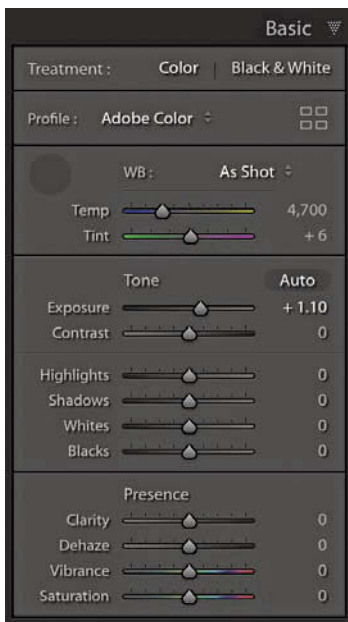 Basic
Treatment : Color | Black & White
Profile : Adobe Color
WB : As Shot
Temp 4,700
Tint + 6
Tone Auto
Exposure + 1.10
Contrast 0
Highlights 0
Shadows 0
Whites 0
Blacks 0
Presence
Clarity 0
Dehaze 0
Vibrance 0
Saturation 0